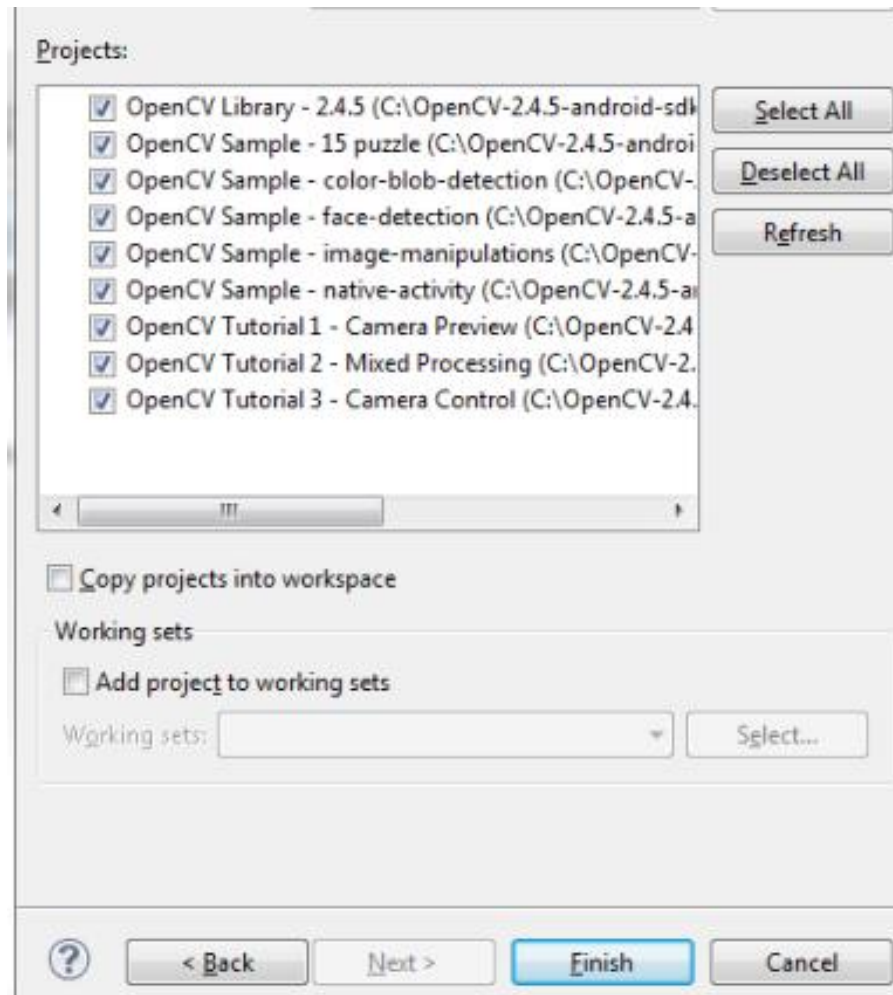 Projects:
OpenCV Library - 2.4.5 (C:\OpenCV-2.4.5-android-sdk
OpenCV Sample - 15 puzzle (C:\OpenCV-2.4.5-androi
OpenCV Sample - color-blob-detection (C:\OpenCV-.
OpenCV Sample - face-detection (C:\OpenCV-2.4.5-a
OpenCV Sample - image-manipulations (C:\OpenCV-
OpenCV Sample - native-activity (C:\OpenCV-2.4.5-a
OpenCV Tutorial 1 - Camera Preview (C:\OpenCV-2.4
OpenCV Tutorial 2 - Mixed Processing (C:\OpenCV-2.
OpenCV Tutorial 3 - Camera Control (C:\OpenCV-2.4.
Select All
Deselect All
Refresh
Copy projects into workspace
Working sets
Add project to working sets
Working sets:
Select...
?
< Back
Next >
Finish
Cancel